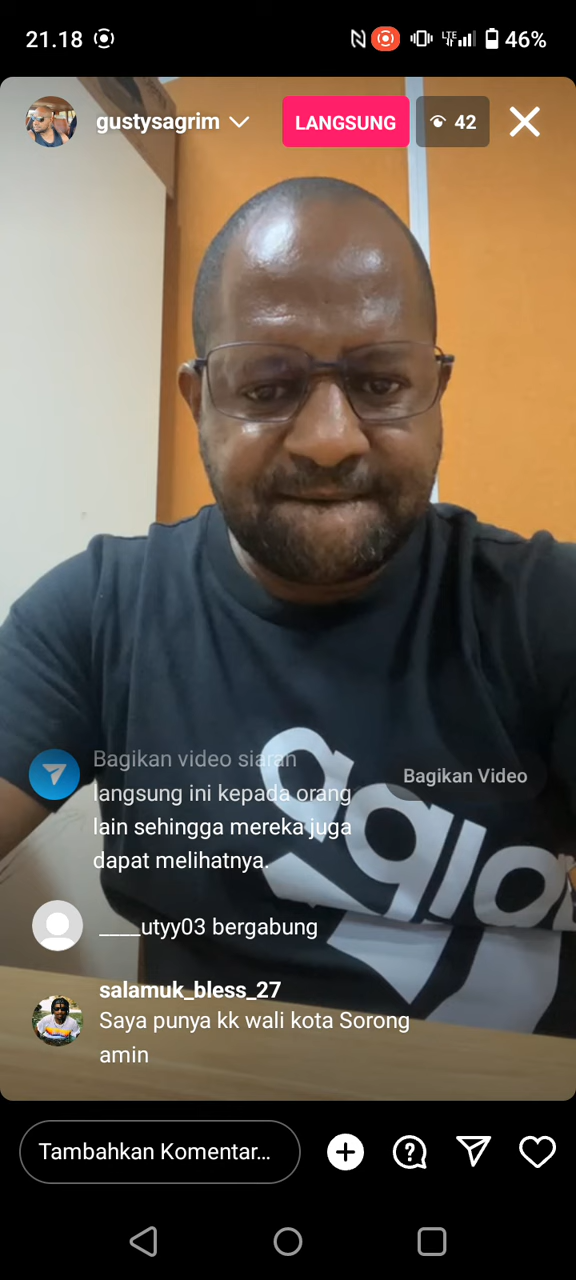 21.18
LTE
46%
gustysagrim
LANGSUNG
42
Bagikan video siaran
langsung ini kepada orang
lain sehingga mereka juga
dapat melihatnya.
Bagikan Video
____utyy03 bergabung
salamuk_bless_27
Saya punya kk wali kota Sorong
amin
Tambahkan Komentar...